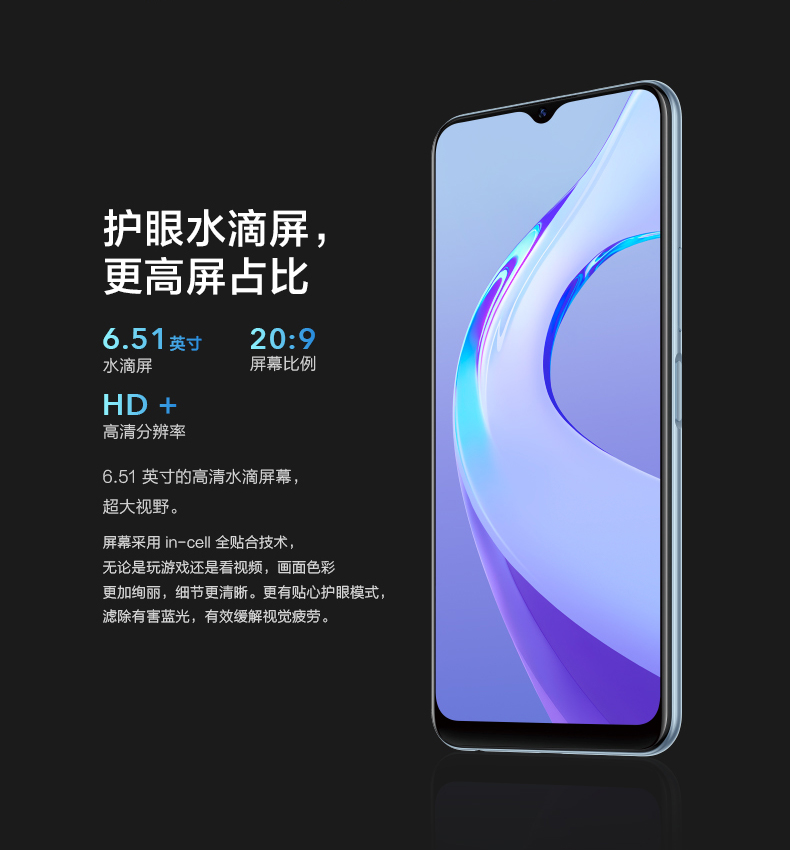 护眼水滴屏，
更高屏占比
6.51英寸 20:9
水滴屏 屏幕比例
HD +
高清分辨率
6.51 英寸的高清水滴屏幕，
超大视野。
屏幕采用 in-cell 全贴合技术，
无论是玩游戏还是看视频，画面色彩
更加绚丽，细节更清晰。更有贴心护眼模式，
滤除有害蓝光，有效缓解视觉疲劳。